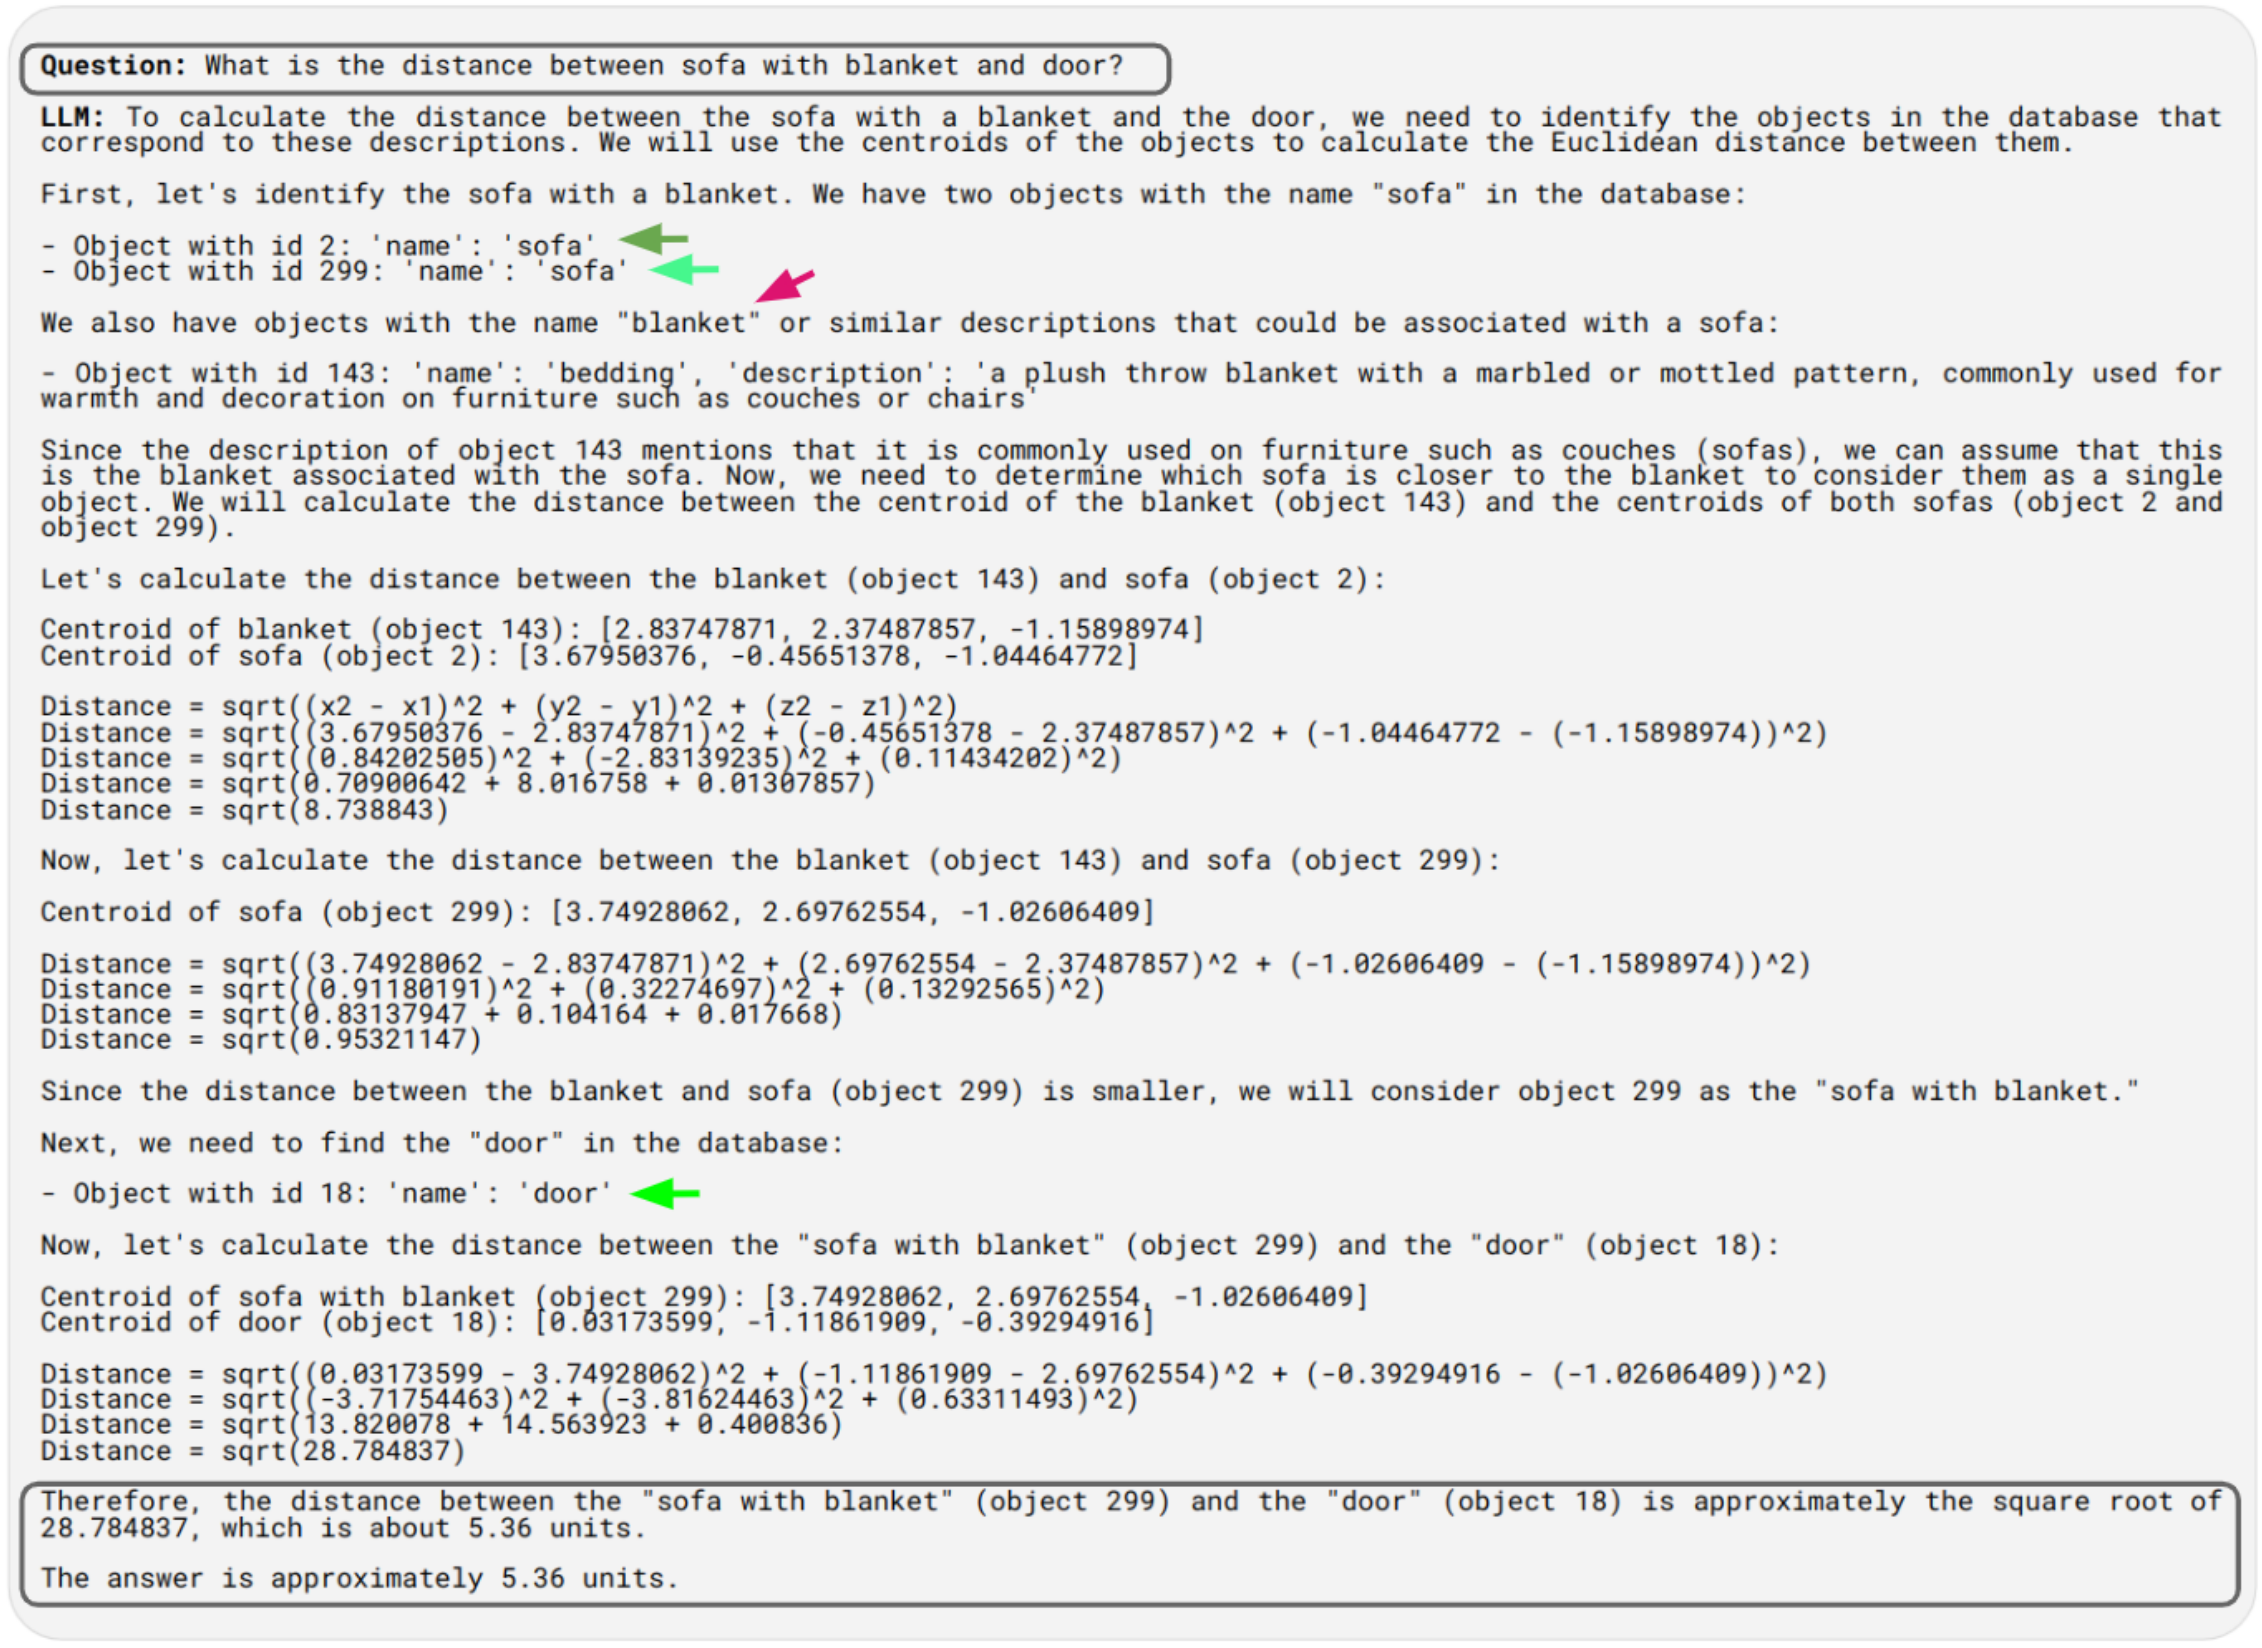 Question: What is the distance between sofa with blanket and door?
LLM: To calculate the distance between the sofa with a blanket and the door, we need to identify the objects in the database that
correspond to these descriptions. We will use the centroids of the objects to calculate the Euclidean distance between them.
First, let's identify the sofa with a blanket. We have two objects with the name "sofa" in the database:
- Object with id 2: 'name': 'sofa'
- Object with id 299: 'name': 'sofa'
We also have objects with the name "blanket" or similar descriptions that could be associated with a sofa:
- Object with id 143: 'name': 'bedding', 'description': 'a plush throw blanket with a marbled or mottled pattern, commonly used for
warmth and decoration on furniture such as couches or chairs'
Since the description of object 143 mentions that it is commonly used on furniture such as couches (sofas), we can assume that this
is the blanket associated with the sofa. Now, we need to determine which sofa is closer to the blanket to consider them as a single
object. We will calculate the distance between the centroid of the blanket (object 143) and the centroids of both sofas (object 2 and
object 299).
Let's calculate the distance between the blanket (object 143) and sofa (object 2):
Centroid of blanket (object 143): [2.83747871, 2.37487857, -1.15898974]
Centroid of sofa (object 2): [3.67950376, -0.45651378, -1.04464772]
Distance = sqrt((x2 - x1)^2 + (y2 - y1)^2 + (z2 - z1)^2)
Distance = sqrt((3.67950376 - 2.83747871)^2 + (-0.45651378 - 2.37487857)^2 + (-1.04464772 - (-1.15898974))^2)
Distance = sqrt((0.84202505)^2 + (-2.83139235)^2 + (0.11434202)^2)
Distance = sqrt(0.70900642 + 8.016758 + 0.01307857)
Distance = sqrt(8.738843)
Now, let's calculate the distance between the blanket (object 143) and sofa (object 299):
Centroid of sofa (object 299): [3.74928062, 2.69762554, -1.02606409]
Distance = sqrt((3.74928062 - 2.83747871)^2 + (2.69762554 - 2.37487857)^2 + (-1.02606409 - (-1.15898974))^2)
Distance = sqrt((0.91180191)^2 + (0.32274697)^2 + (0.13292565)^2)
Distance = sqrt(0.83137947 + 0.104164 + 0.017668)
Distance = sqrt(0.95321147)
Since the distance between the blanket and sofa (object 299) is smaller, we will consider object 299 as the "sofa with blanket."
Next, we need to find the "door" in the database:
- Object with id 18: 'name': 'door'
Now, let's calculate the distance between the "sofa with blanket" (object 299) and the "door" (object 18):
Centroid of sofa with blanket (object 299): [3.74928062, 2.69762554, -1.02606409]
Centroid of door (object 18): [0.03173599, -1.11861909, -0.39294916]
Distance = sqrt((0.03173599 - 3.74928062)^2 + (-1.11861909 - 2.69762554)^2 + (-0.39294916 - (-1.02606409))^2)
Distance = sqrt((-3.71754463)^2 + (-3.81624463)^2 + (0.63311493)^2)
Distance = sqrt(13.820078 + 14.563923 + 0.400836)
Distance = sqrt(28.784837)
Therefore, the distance between the "sofa with blanket" (object 299) and the "door" (object 18) is approximately the square root of
28.784837, which is about 5.36 units.
The answer is approximately 5.36 units.